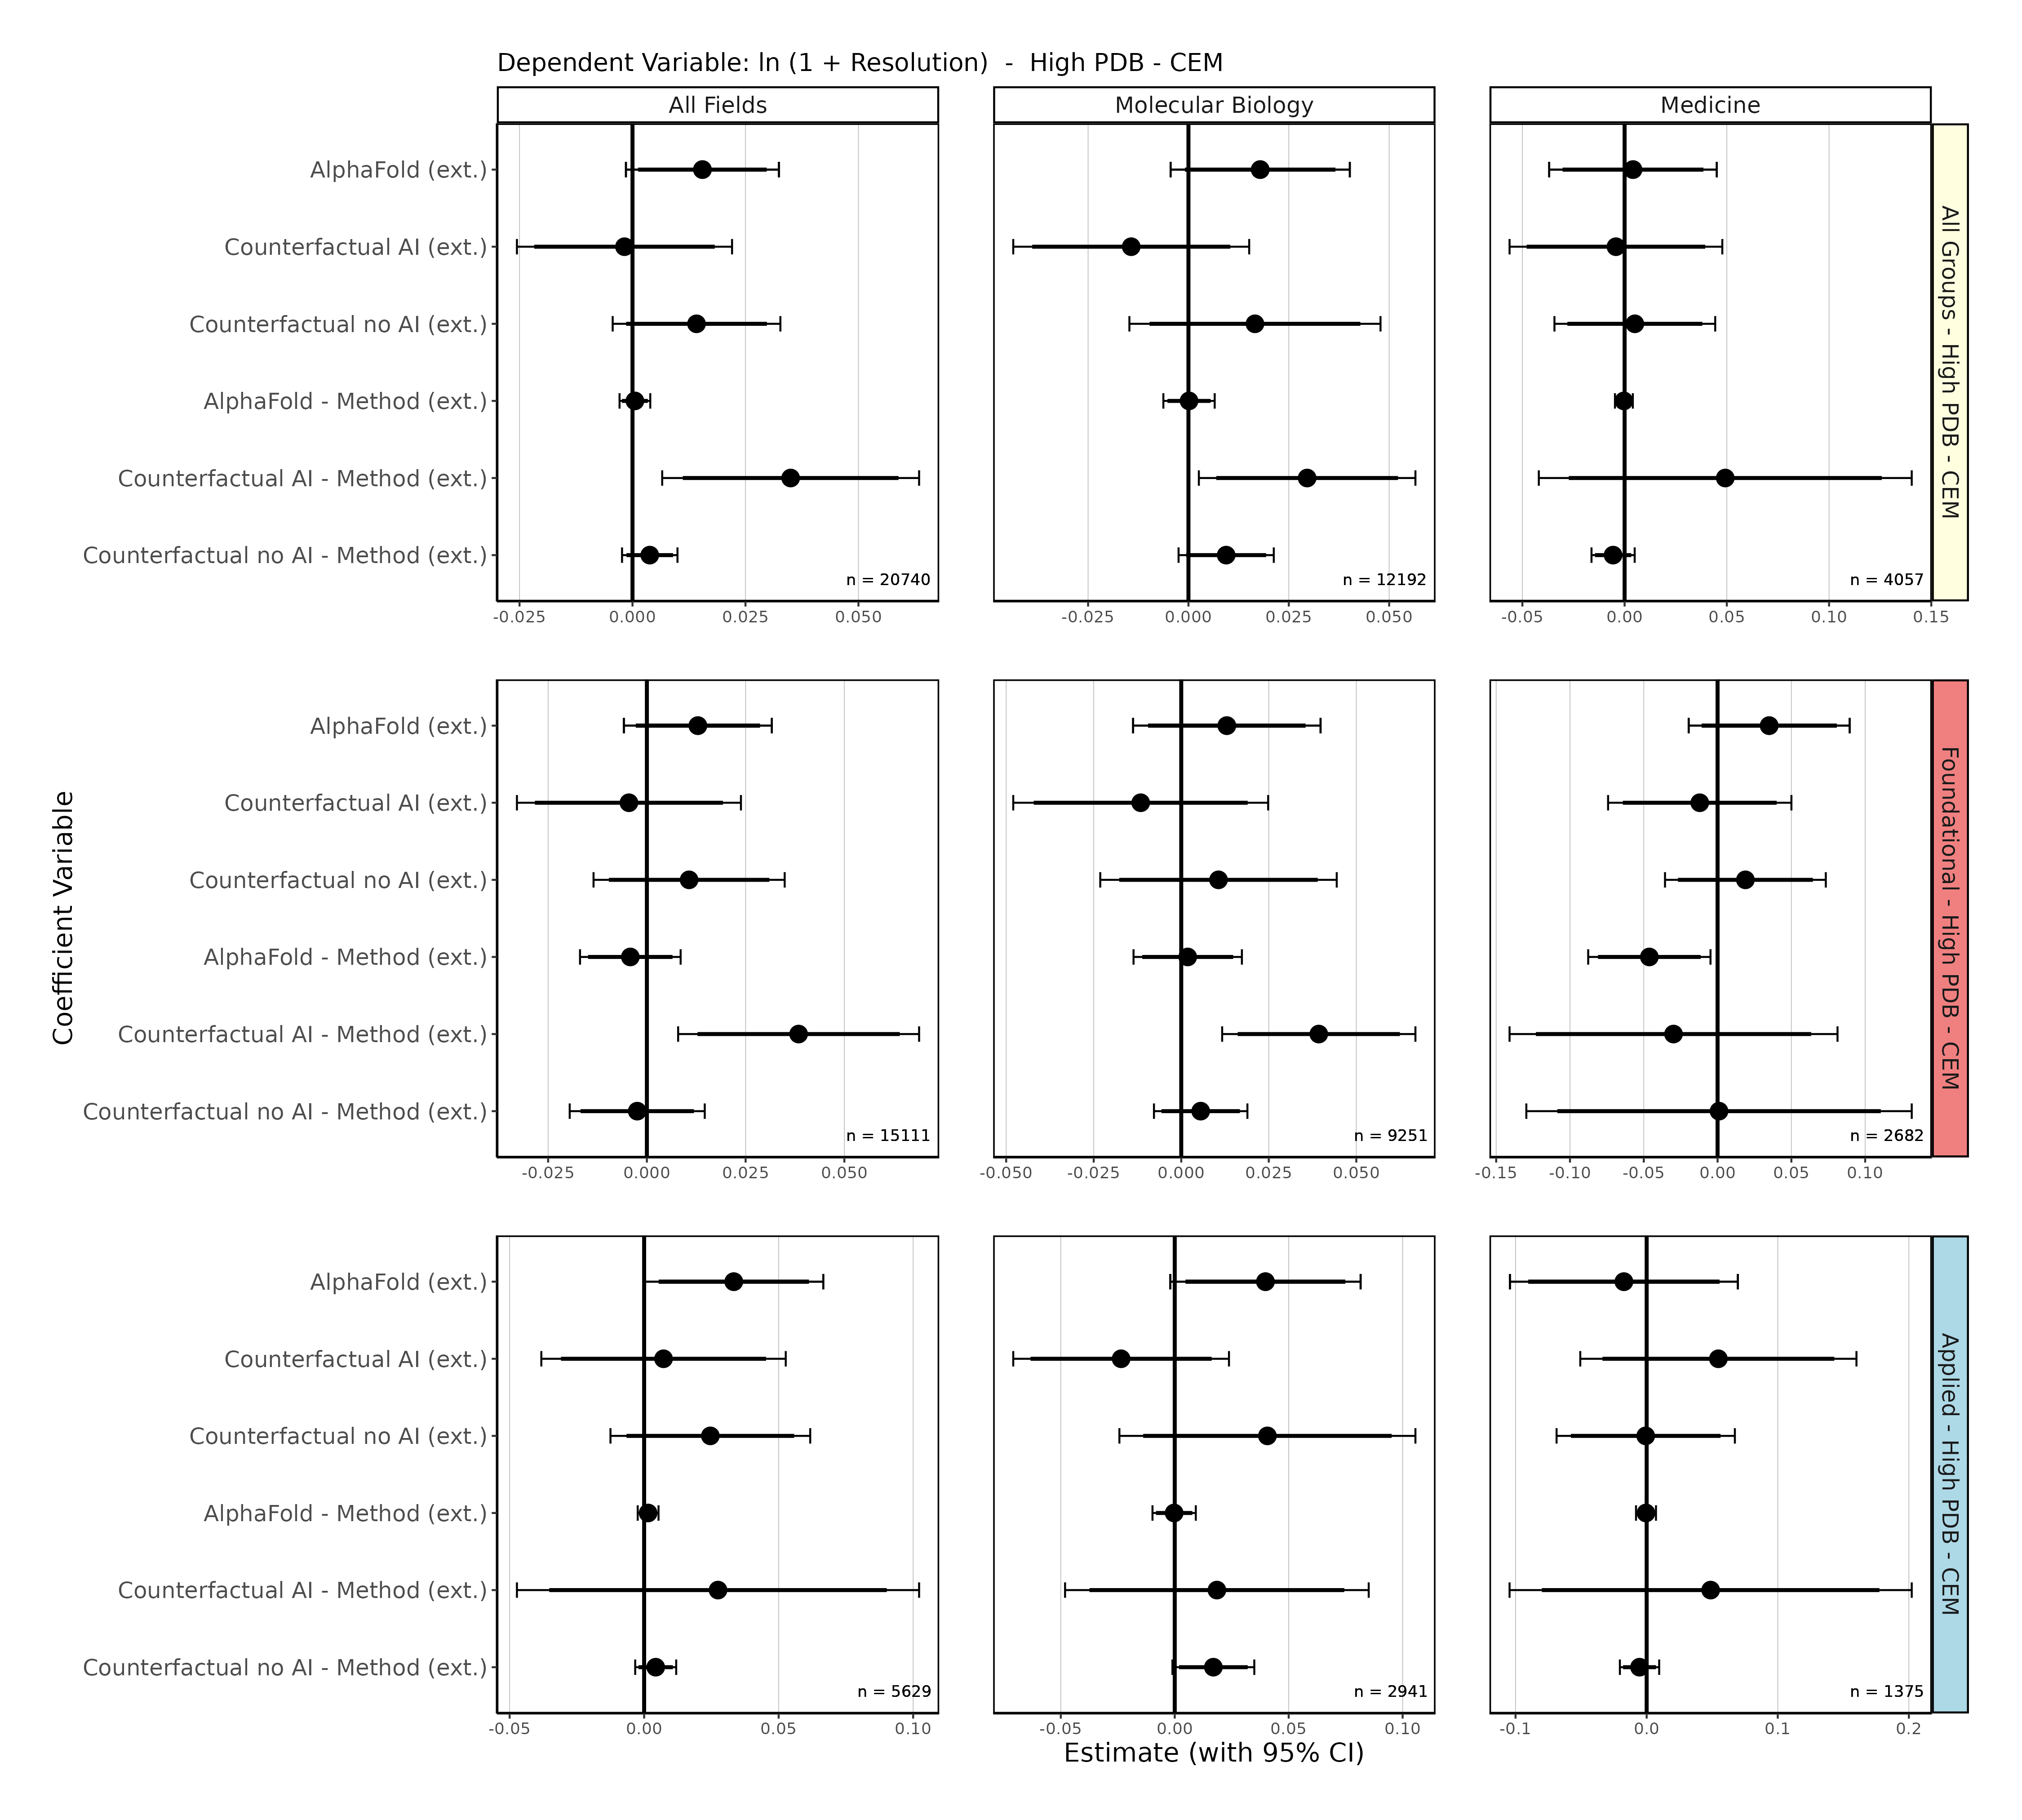 Dependent Variable: ln (1 + Resolution)  -  High PDB - CEM
All Fields
Molecular Biology
Medicine
AlphaFold (ext.)
Counterfactual AI (ext.)
Counterfactual no AI (ext.)
AlphaFold - Method (ext.)
Counterfactual AI - Method (ext.)
Counterfactual no AI - Method (ext.)
n = 20740
n = 12192
n = 4057
All Groups - High PDB - CEM
-0.025 0.000 0.025 0.050
-0.025 0.000 0.025 0.050
-0.05 0.00 0.05 0.10 0.15
Coefficient Variable
AlphaFold (ext.)
Counterfactual AI (ext.)
Counterfactual no AI (ext.)
AlphaFold - Method (ext.)
Counterfactual AI - Method (ext.)
Counterfactual no AI - Method (ext.)
n = 15111
n = 9251
n = 2682
Foundational - High PDB - CEM
-0.025 0.000 0.025 0.050
-0.050 -0.025 0.000 0.025 0.050
-0.15 -0.10 -0.05 0.00 0.05 0.10
AlphaFold (ext.)
Counterfactual AI (ext.)
Counterfactual no AI (ext.)
AlphaFold - Method (ext.)
Counterfactual AI - Method (ext.)
Counterfactual no AI - Method (ext.)
n = 5629
n = 2941
n = 1375
Applied - High PDB - CEM
-0.05 0.00 0.05 0.10
-0.05 0.00 0.05 0.10
-0.1 0.0 0.1 0.2
Estimate (with 95% CI)